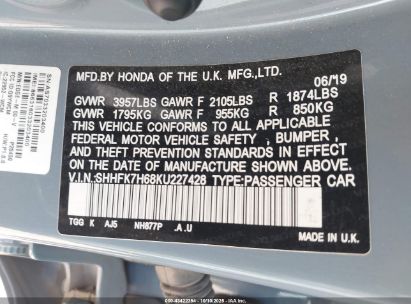 MFD. BY HONDA OF THE U.K. MFG.,LTD.
06/19
GVWR 3957LBS GAWR F 2105LBS R 1874LBS
GVWR 1795KG GAWR F 955KG R 850KG
THIS VEHICLE CONFORMS TO ALL APPLICABLE
FEDERAL MOTOR VEHICLE SAFETY , BUMPER ,
AND THEFT PREVENTION STANDARDS IN EFFECT
ON THE DATE OF MANUFACTURE SHOWN ABOVE.
V.I.N.:SHHFK7H68KU227428 TYPE:PASSENGER CAR
TGG K AJ5 NH877P .A.U
MADE IN U.K.